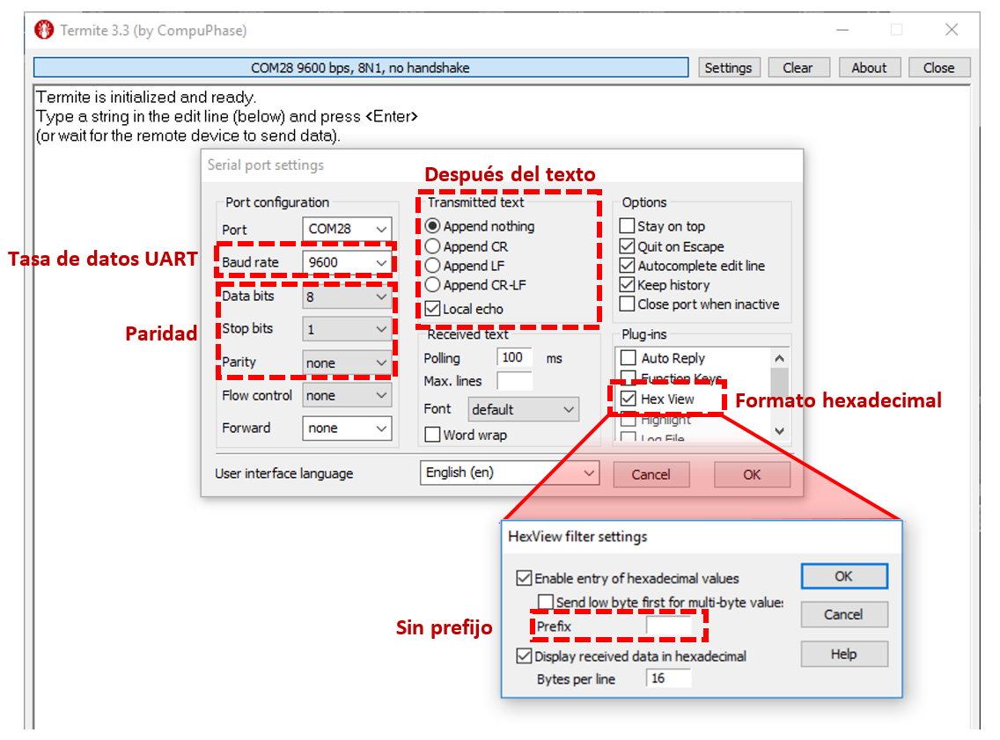 Termite 3.3 (by CompuPhase)
COM28 9600 bps, 8N1, no handshake
Settings
Clear
About
Close
Termite is initialized and ready.
Type a string in the edit line (below) and press <Enter>
(or wait for the remote device to send data).
Serial port settings
Después del texto
Port configuration
Port COM28
Tasa de datos UART
Baud rate 9600
Data bits 8
Paridad
Stop bits 1
Parity none
Flow control none
Forward none
Transmitted text
Append nothing
Append CR
Append LF
Append CR-LF
Local echo
Received text
Polling 100 ms
Max. lines
Font default
Word wrap
Options
Stay on top
Quit on Escape
Autocomplete edit line
Keep history
Close port when inactive
Plug-ins
Auto Reply
Function Keys
Hex View
Formato hexadecimal
Highlight
Log File
User interface language English (en)
Cancel
OK
HexView filter settings
Enable entry of hexadecimal values
Send low byte first for multi-byte values
Sin prefijo
Prefix
Display received data in hexadecimal
Bytes per line 16
OK
Cancel
Help